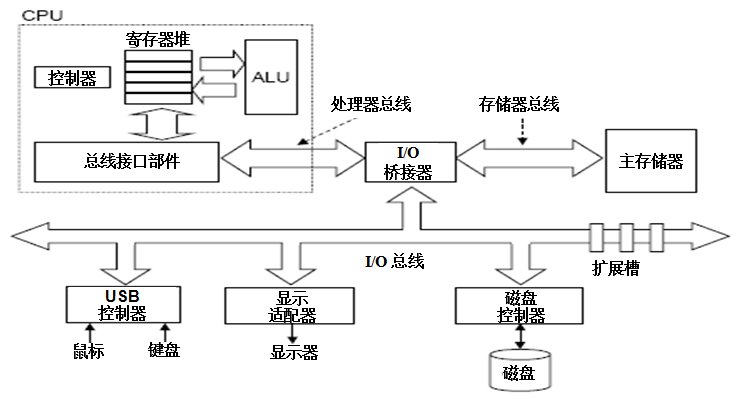 CPU
寄存器堆
控制器
ALU
处理器总线
存储器总线
总线接口部件
I/O
桥接器
主存储器
I/O 总线
扩展槽
USB
控制器
显示
适配器
磁盘
控制器
鼠标
键盘
显示器
磁盘